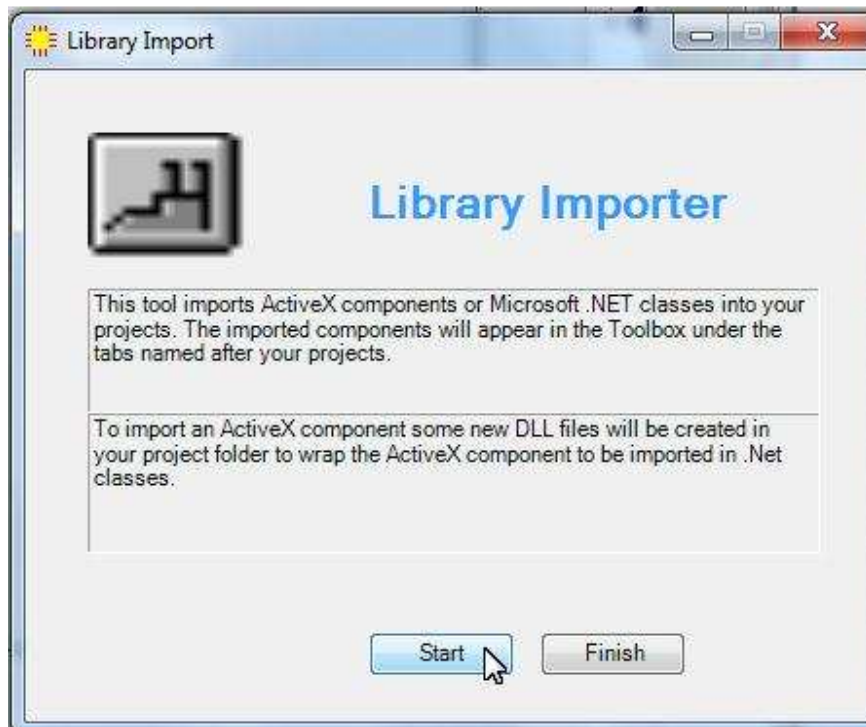 Library Import
Library Importer
This tool imports ActiveX components or Microsoft .NET classes into your
projects. The imported components will appear in the Toolbox under the
tabs named after your projects.
To import an ActiveX component some new DLL files will be created in
your project folder to wrap the ActiveX component to be imported in .Net
classes.
Start
Finish